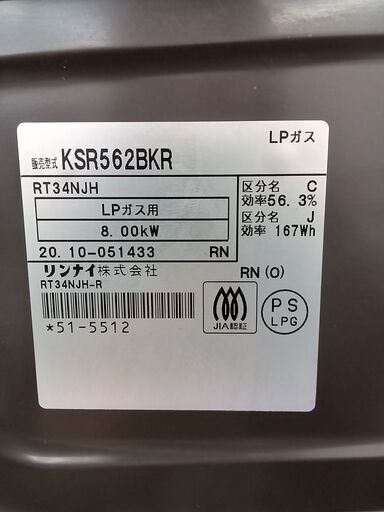 LPガス
販売型式 KSR562BKR
RT34NJH
LPガス用
8.00kW
20.10-051433 RN
区分名 C
効率56.3%
区分名 J
効率 167Wh
リンナイ株式会社
RT34NJH-R
*51-5512
RN(O)
JIA認証
PS
LPG